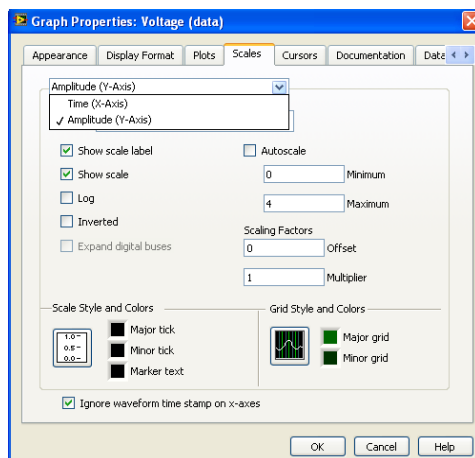 Graph Properties: Voltage (data)
Appearance Display Format Plots Scales Cursors Documentation Data
Amplitude (Y-Axis)
Time (X-Axis)
✓ Amplitude (Y-Axis)
Show scale label
Autoscale
Show scale
0 Minimum
Log
4 Maximum
Inverted
Scaling Factors
Expand digital buses
0 Offset
1 Multiplier
Scale Style and Colors
Grid Style and Colors
1.0
0.5
0.0
Major tick
Minor tick
Marker text
Major grid
Minor grid
Ignore waveform time stamp on x-axes
OK Cancel Help